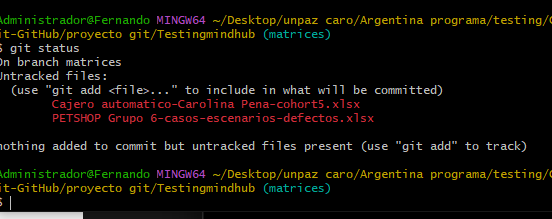 Administrador@Fernando MINGW64 ~/Desktop/unpaz caro/Argentina programa/testing/
it-GitHub/proyecto git/Testingmindhub (matrices)
$ git status
On branch matrices
Untracked files:
(use "git add <file>..." to include in what will be committed)
Cajero automatico-Carolina Pena-cohort5.xlsx
PETSHOP Grupo 6-casos-escenarios-defectos.xlsx
nothing added to commit but untracked files present (use "git add" to track)
Administrador@Fernando MINGW64 ~/Desktop/unpaz caro/Argentina programa/testing/
it-GitHub/proyecto git/Testingmindhub (matrices)
$